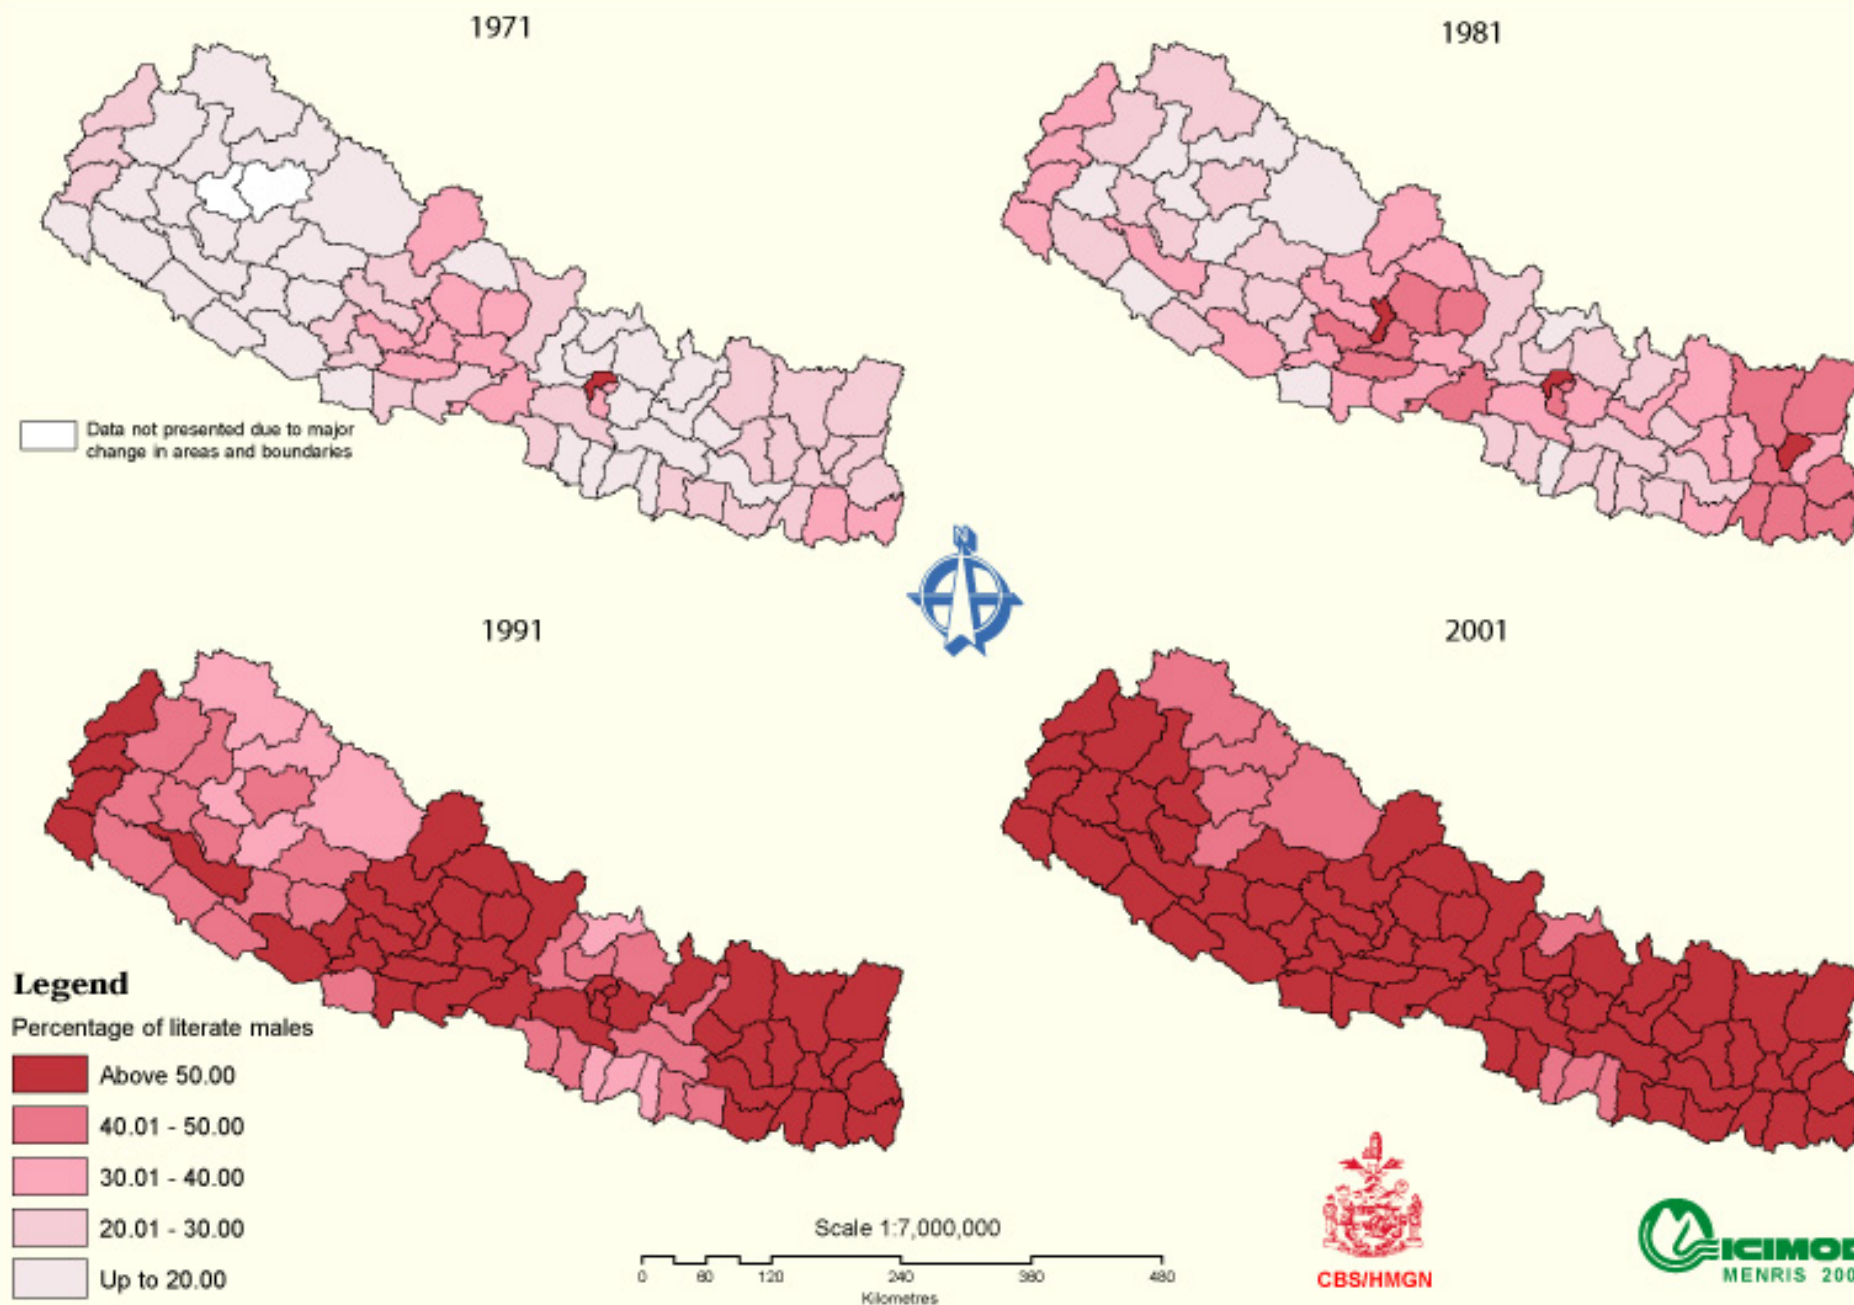 1971
1981
Data not presented due to major
change in areas and boundaries
N
1991
2001
Legend
Percentage of literate males
Above 50.00
40.01 - 50.00
30.01 - 40.00
20.01 - 30.00
Up to 20.00
Scale 1:7,000,000
0 60 120 240 360 480
Kilometres
CBS/HMGN
ICIMOD
MENRIS 200